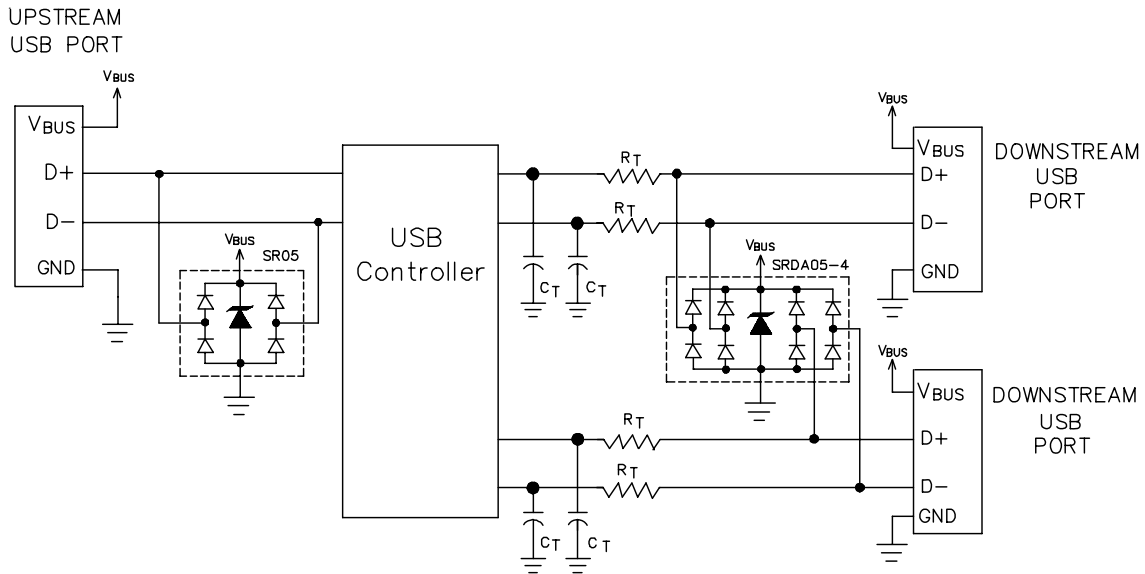 UPSTREAM
USB PORT
VBUS
VBUS
D+
D-
GND
VBUS
SR05
USB
Controller
RT
RT
CT
CT
VBUS
SRDA05-4
VBUS
VBUS
D+
D-
GND
DOWNSTREAM
USB
PORT
RT
RT
CT
CT
VBUS
VBUS
D+
D-
GND
DOWNSTREAM
USB
PORT